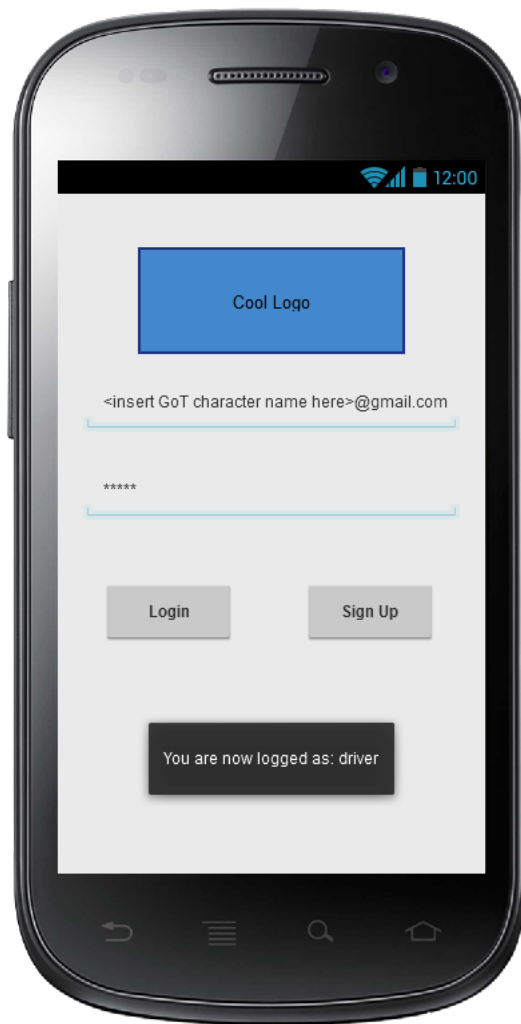 12:00
Cool Logo
<insert GoT character name here>@gmail.com
*****
Login
Sign Up
You are now logged as: driver